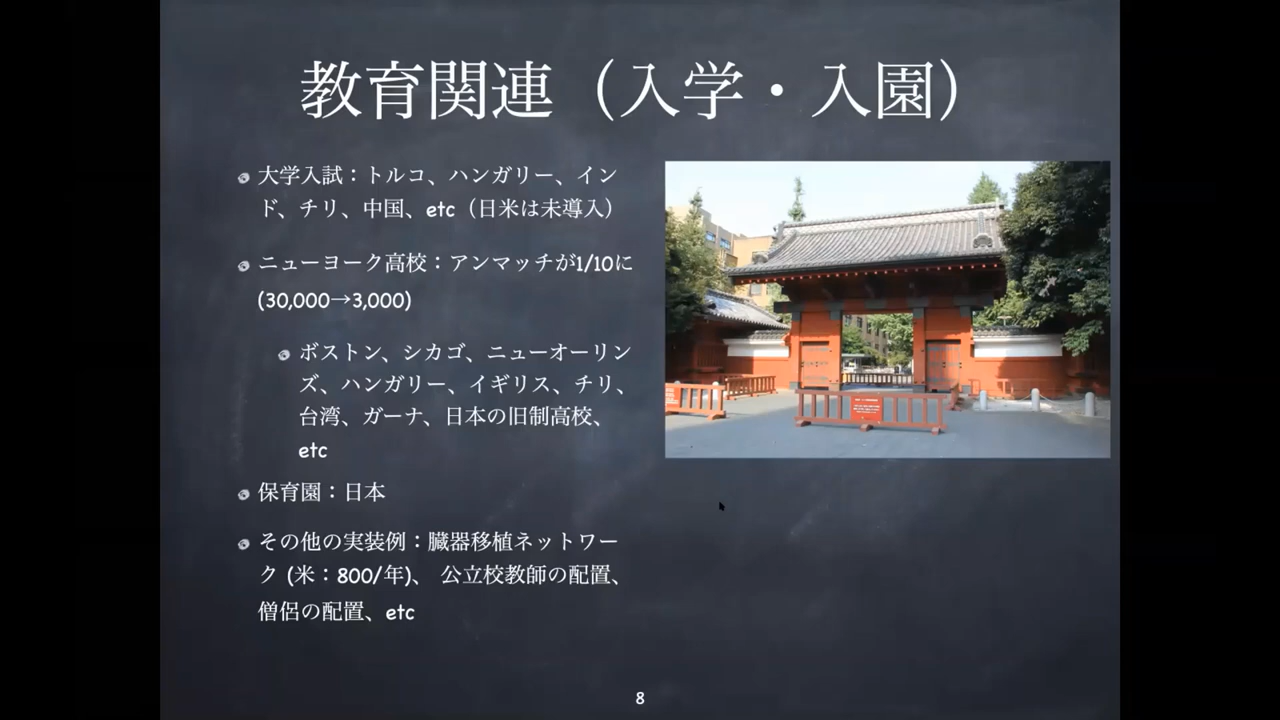 教育関連（入学・入園）
大学入試：トルコ、ハンガリー、イン
ド、チリ、中国、etc（日米は未導入）
ニューヨーク高校：アンマッチが1/10に
(30,000→3,000)
ボストン、シカゴ、ニューオーリン
ズ、ハンガリー、イギリス、チリ、
台湾、ガーナ、日本の旧制高校、
etc
保育園：日本
その他の実装例：臓器移植ネットワー
ク (米：800/年)、 公立校教師の配置、
僧侶の配置、etc
8